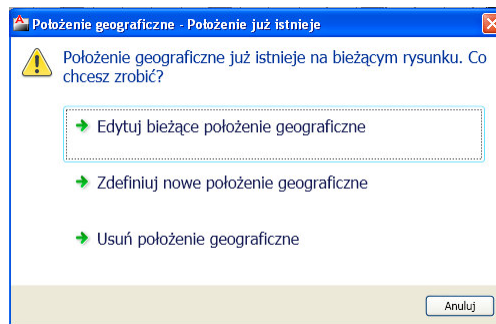 Położenie geograficzne - Położenie już istnieje
Położenie geograficzne już istnieje na bieżącym rysunku. Co
chcesz zrobić?
Edytuj bieżące położenie geograficzne
Zdefiniuj nowe położenie geograficzne
Usuń położenie geograficzne
Anuluj